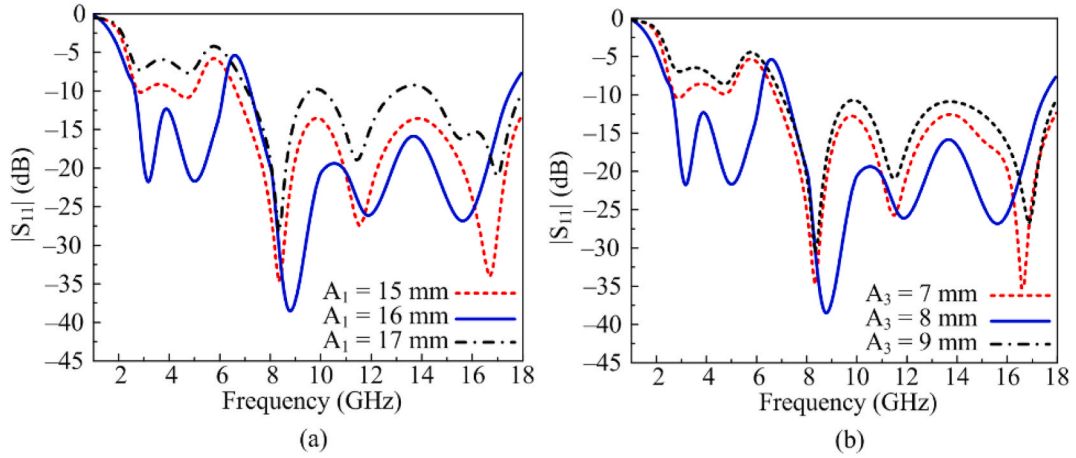 0
−5
−10
−15
−20
−25
−30
−35
−40
−45
|S₁₁| (dB)
A₁ = 15 mm
A₁ = 16 mm
A₁ = 17 mm
2 4 6 8 10 12 14 16 18
Frequency (GHz)
(a)
0
−5
−10
−15
−20
−25
−30
−35
−40
−45
|S₁₁| (dB)
A₃ = 7 mm
A₃ = 8 mm
A₃ = 9 mm
2 4 6 8 10 12 14 16 18
Frequency (GHz)
(b)